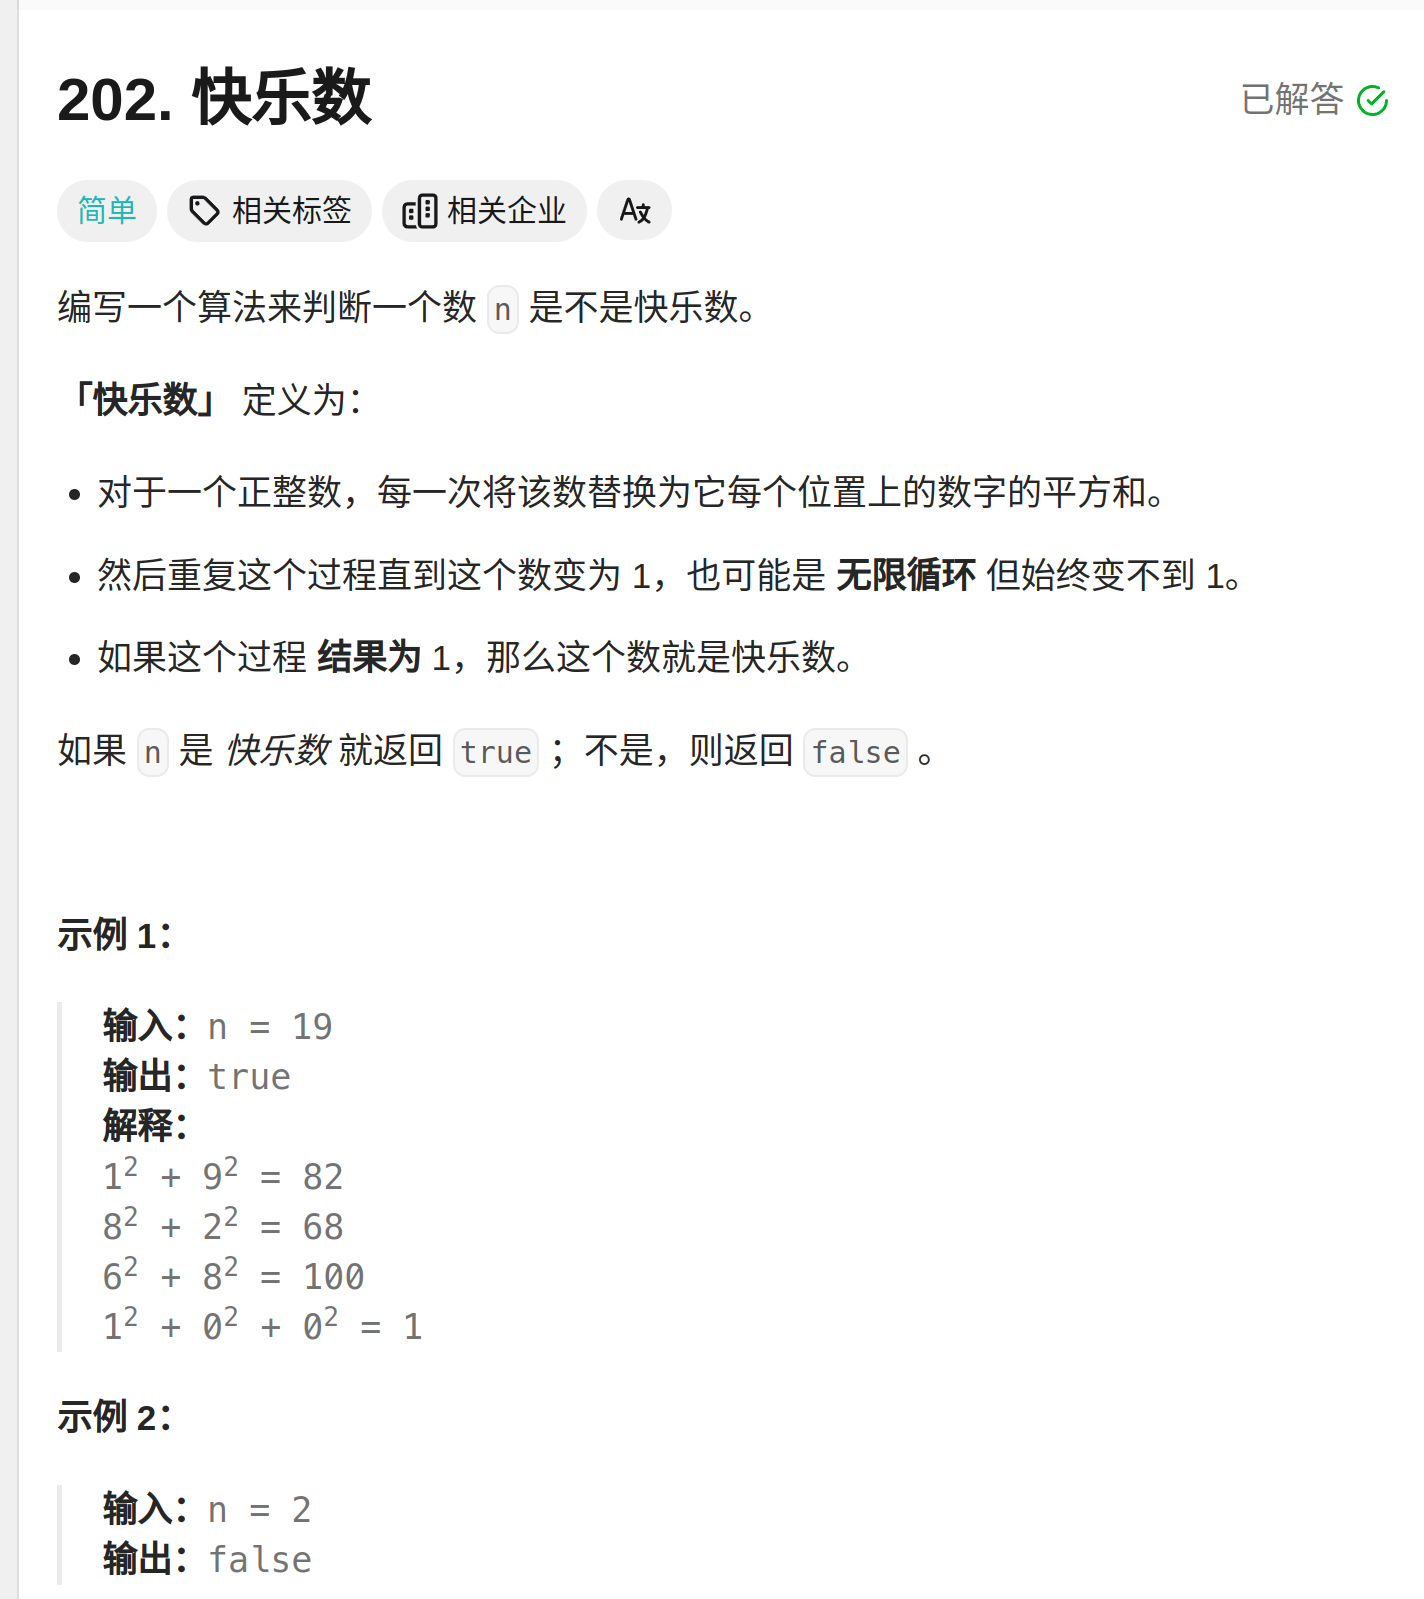 202. 快乐数
已解答
简单 相关标签 相关企业
编写一个算法来判断一个数 n 是不是快乐数。
「快乐数」 定义为：
• 对于一个正整数，每一次将该数替换为它每个位置上的数字的平方和。
• 然后重复这个过程直到这个数变为 1，也可能是 无限循环 但始终变不到 1。
• 如果这个过程 结果为 1，那么这个数就是快乐数。
如果 n 是 快乐数 就返回 true ；不是，则返回 false 。
示例 1：
输入：n = 19
输出：true
解释：
1² + 9² = 82
8² + 2² = 68
6² + 8² = 100
1² + 0² + 0² = 1
示例 2：
输入：n = 2
输出：false